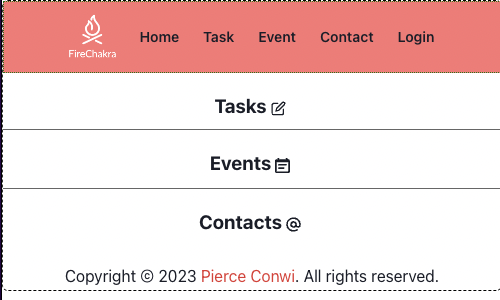 FireChakra Home Task Event Contact Login
Tasks
Events
Contacts
Copyright © 2023 Pierce Conwi. All rights reserved.